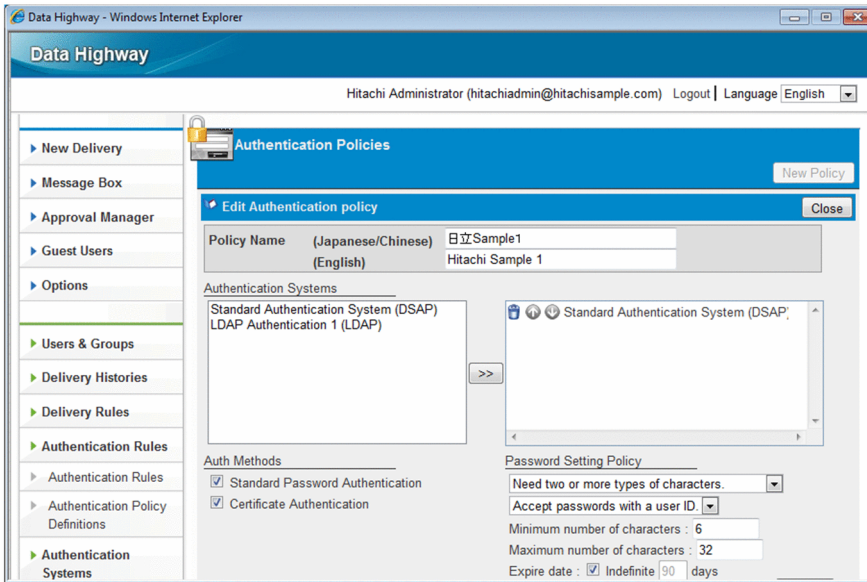 Data Highway - Windows Internet Explorer
Data Highway
Hitachi Administrator (hitachiadmin@hitachisample.com) Logout | Language English
New Delivery
Message Box
Approval Manager
Guest Users
Options
Users & Groups
Delivery Histories
Delivery Rules
Authentication Rules
Authentication Rules
Authentication Policy
Definitions
Authentication
Systems
Authentication Policies
New Policy
Edit Authentication policy
Close
Policy Name (Japanese/Chinese) 日立Sample1
(English) Hitachi Sample 1
Authentication Systems
Standard Authentication System (DSAP)
LDAP Authentication 1 (LDAP)
>>
Standard Authentication System (DSAP)
Auth Methods
Standard Password Authentication
Certificate Authentication
Password Setting Policy
Need two or more types of characters.
Accept passwords with a user ID.
Minimum number of characters : 6
Maximum number of characters : 32
Expire date : Indefinite 90 days